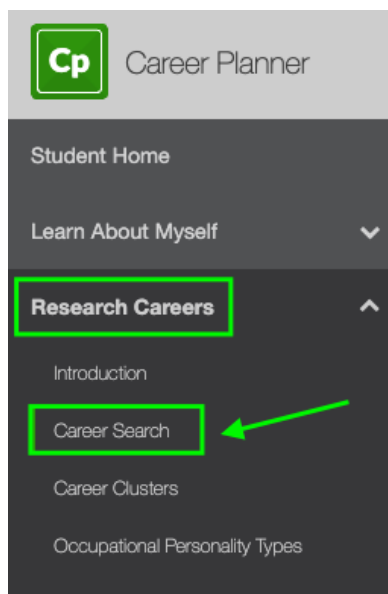 Cp
Career Planner
Student Home
Learn About Myself
Research Careers
Introduction
Career Search
Career Clusters
Occupational Personality Types